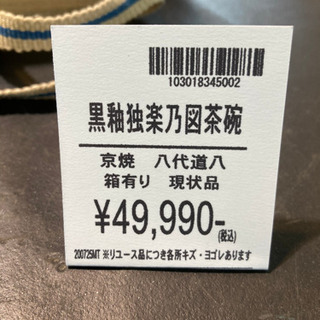 103018345002
黒釉独楽乃図茶碗
京焼 八代道八
箱有り 現状品
¥49,990-
(税込)
200725MT ※リユース品につき各所キズ・ヨゴレあります